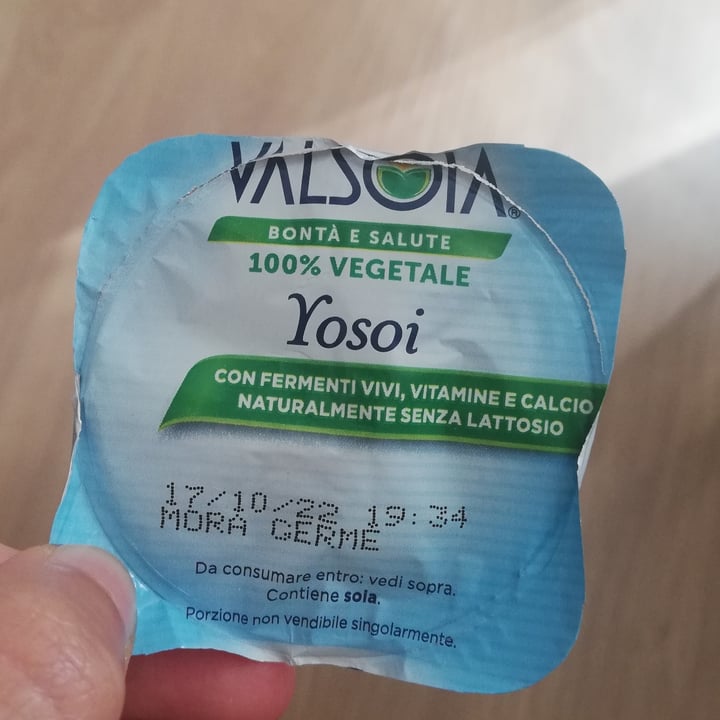 VALSOIA®
BONTÀ E SALUTE
100% VEGETALE
Yosoi
CON FERMENTI VIVI, VITAMINE E CALCIO
NATURALMENTE SENZA LATTOSIO
17/10/22 19:34
MORA GERME
Da consumare entro: vedi sopra.
Contiene soia.
Porzione non vendibile singolarmente.